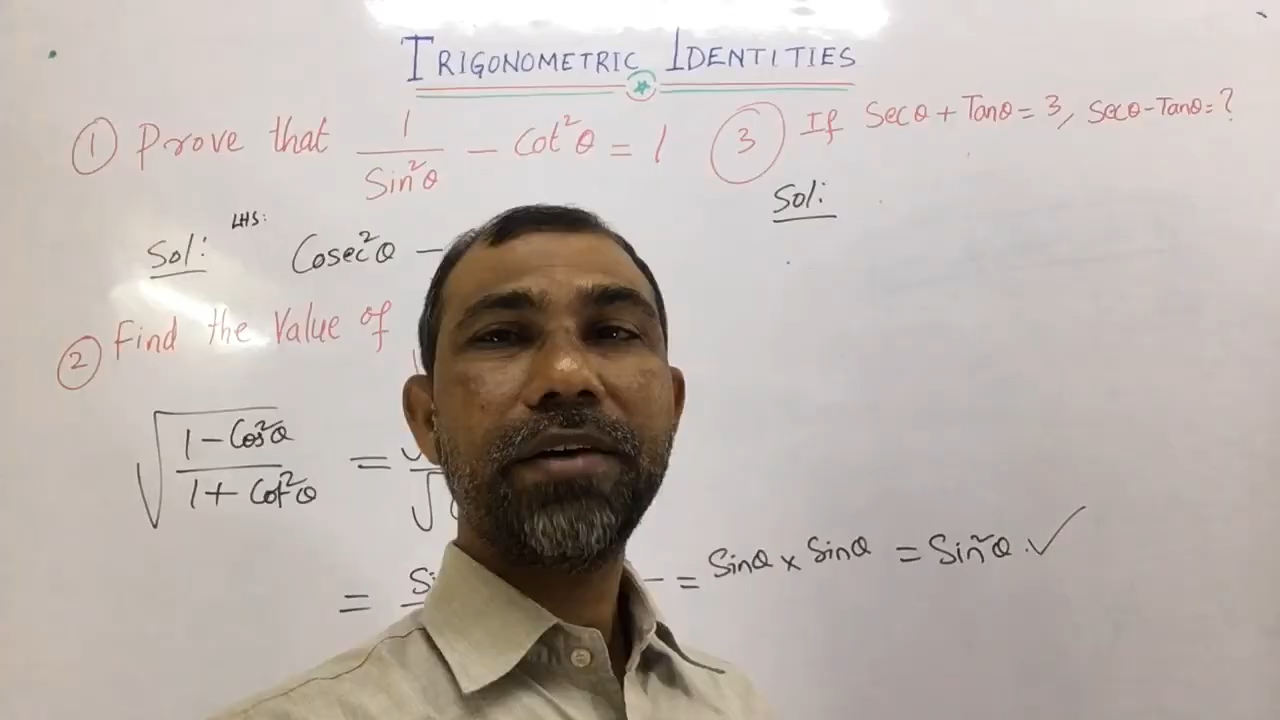 TRIGONOMETRIC IDENTITIES
① Prove that 1/Sin²θ - Cot²θ = 1
LHS:
Sol: Cosec²θ -
② Find the Value of
√((1-Cos²θ)/(1+Cot²θ)) =
= = Sinθ × Sinθ = Sin²θ. ✓
③ If Secθ + Tanθ = 3, Secθ - Tanθ = ?
Sol: